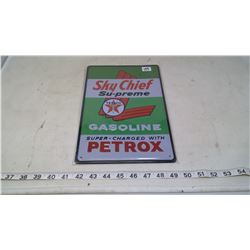 Sky Chief
Su-preme
GASOLINE
SUPER-CHARGED WITH
PETROX
37 38 39 40 41 42 43 44 45 46 47 48 49 50 51 52 53 54